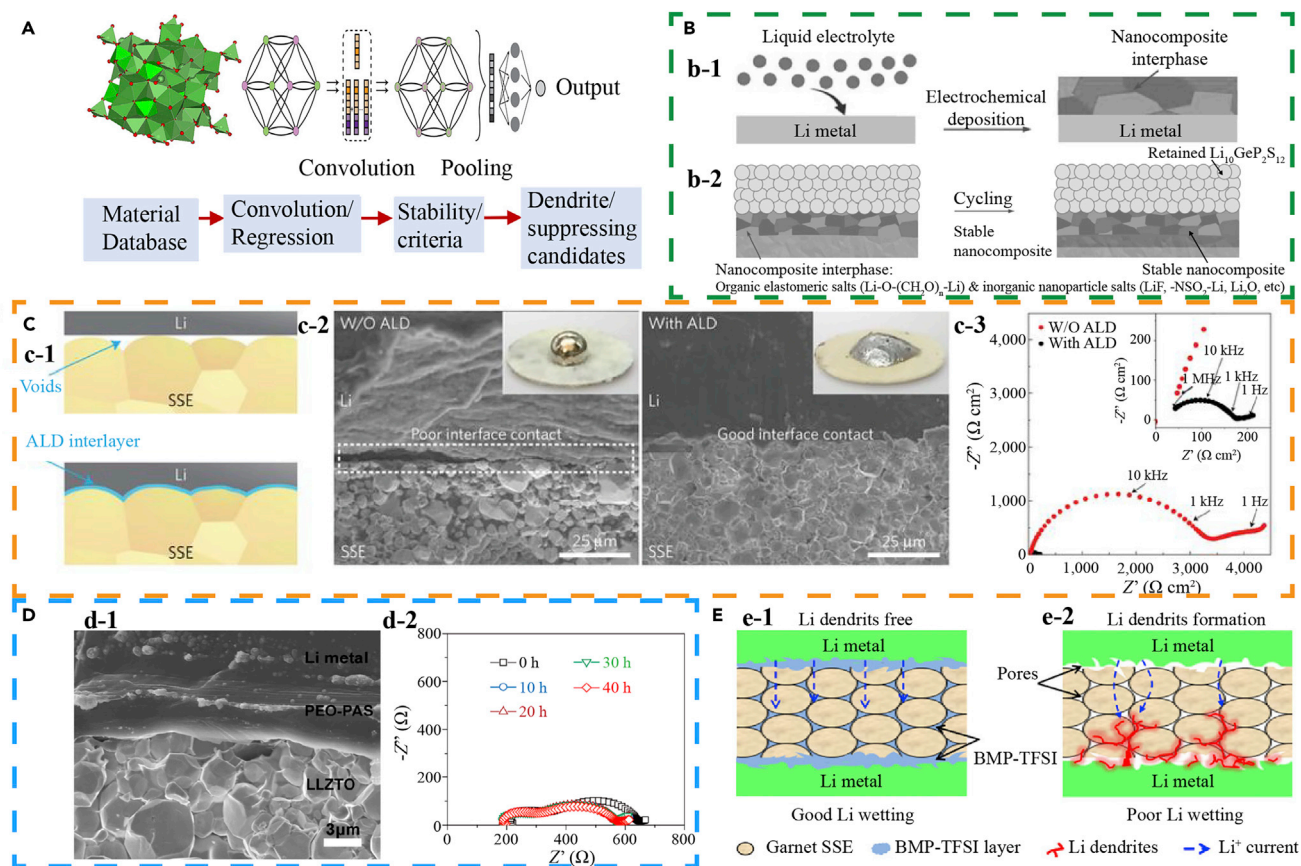 A
Output
Convolution Pooling
Material
Database
Convolution/
Regression
Stability/
criteria
Dendrite/
suppressing
candidates
B
b-1
Liquid electrolyte
Li metal
Electrochemical
deposition
Nanocomposite
interphase
Li metal
b-2
Retained Li₁₀GeP₂S₁₂
Cycling
Stable
nanocomposite
Nanocomposite interphase:
Stable nanocomposite
Organic elastomeric salts (Li-O-(CH₂O)ₙ-Li) & inorganic nanoparticle salts (LiF, -NSO₂-Li, Li₂O, etc)
C
c-1
Li
Voids
SSE
ALD interlayer
Li
SSE
c-2
W/O ALD
Li
Poor interface contact
SSE
25 μm
With ALD
Li
Good interface contact
SSE
25 μm
c-3
W/O ALD
With ALD
-Z” (Ω cm²)
4,000
3,000
2,000
1,000
0
0
1,000
2,000
3,000
4,000
Z’ (Ω cm²)
10 kHz
1 kHz
1 Hz
-Z” (Ω cm²)
200
100
50
0
0
100
200
300
Z’ (Ω cm²)
1 MHz
10 kHz
1 kHz
1 Hz
D
d-1
Li metal
PEO-PAS
LLZTO
3μm
d-2
-Z” (Ω)
800
600
400
200
0
0
200
400
600
800
Z’ (Ω)
0 h
10 h
20 h
30 h
40 h
E
e-1
Li dendrits free
Li metal
Li metal
Good Li wetting
Pores
BMP-TFSI
e-2
Li dendrits formation
Li metal
Li metal
Poor Li wetting
Garnet SSE
BMP-TFSI layer
Li dendrites
Li⁺ current